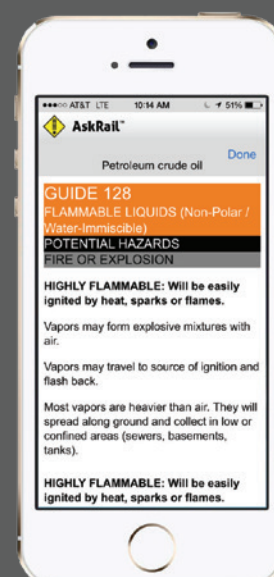 AT&T LTE 10:14 AM 51%
AskRail™
Done
Petroleum crude oil
GUIDE 128
FLAMMABLE LIQUIDS (Non-Polar /
Water-Immiscible)
POTENTIAL HAZARDS
FIRE OR EXPLOSION
HIGHLY FLAMMABLE: Will be easily
ignited by heat, sparks or flames.
Vapors may form explosive mixtures with
air.
Vapors may travel to source of ignition and
flash back.
Most vapors are heavier than air. They will
spread along ground and collect in low or
confined areas (sewers, basements,
tanks).
HIGHLY FLAMMABLE: Will be easily
ignited by heat, sparks or flames.